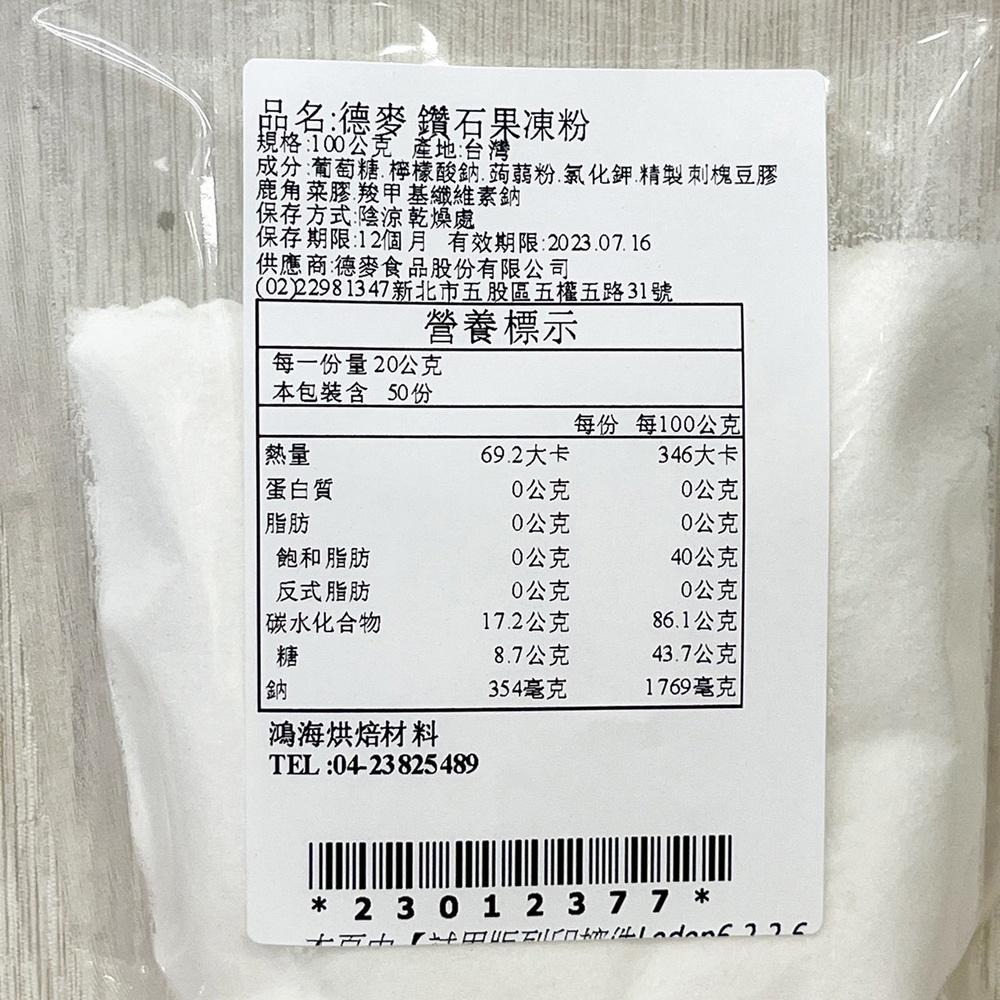 品名:德麥 鑽石果凍粉
規格:100公克 產地:台灣
成分:葡萄糖.檸檬酸鈉.蒟蒻粉.氯化鉀.精製刺槐豆膠
鹿角菜膠.羧甲基纖維素鈉
保存方式:陰涼乾燥處
保存期限:12個月 有效期限:2023.07.16
供應商:德麥食品股份有限公司
(02)22981347新北市五股區五權五路31號
營養標示
每一份量 20公克
本包裝含 50份
每份 每100公克
熱量 69.2大卡 346大卡
蛋白質 0公克 0公克
脂肪 0公克 0公克
飽和脂肪 0公克 40公克
反式脂肪 0公克 0公克
碳水化合物 17.2公克 86.1公克
糖 8.7公克 43.7公克
鈉 354毫克 1769毫克
鴻海烘焙材料
TEL:04-23825489
*23012377*